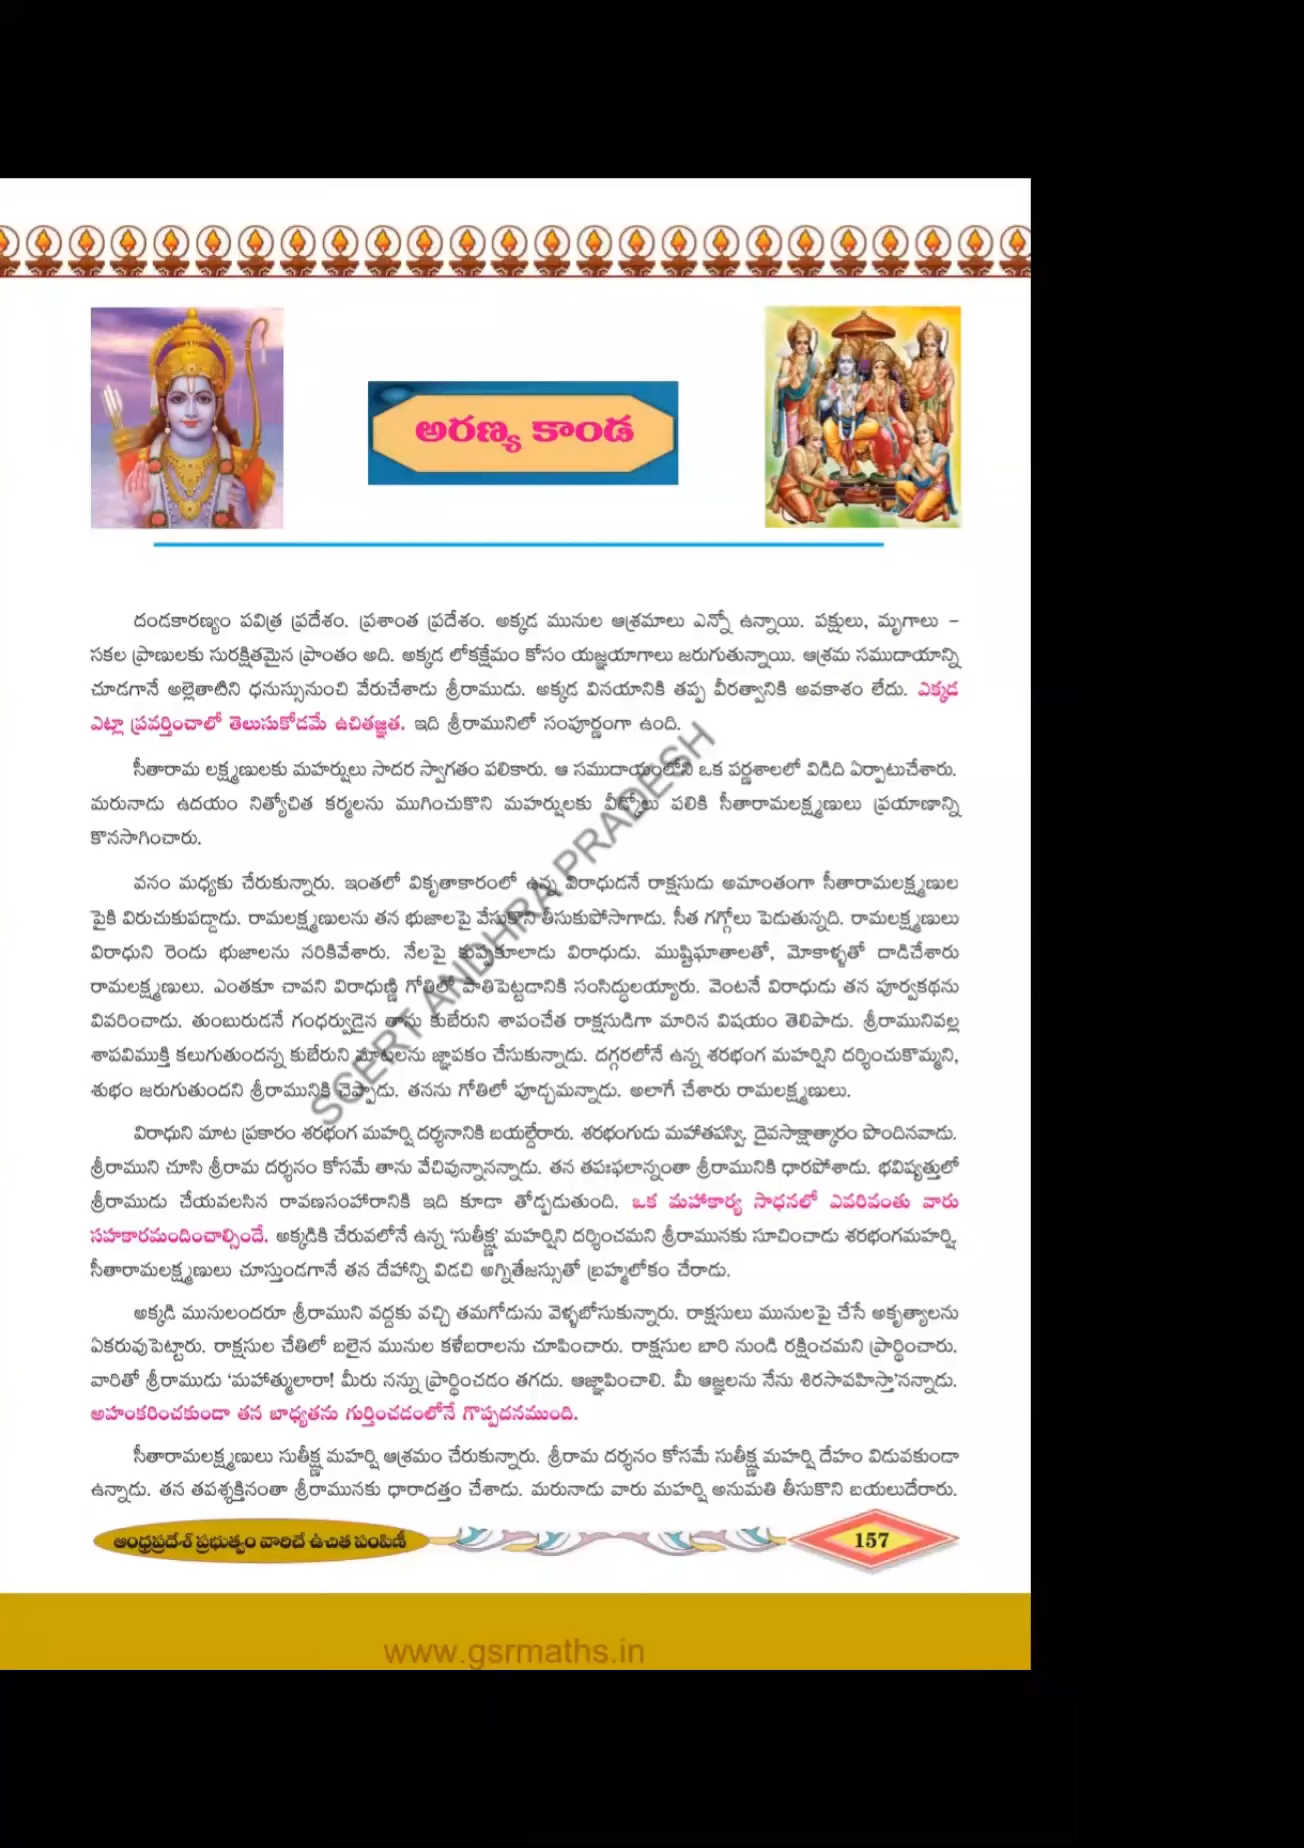 అరణ్య కాండ
దండకారణ్యం పవిత్ర ప్రదేశం. ప్రశాంత ప్రదేశం. అక్కడ మునుల ఆశ్రమాలు ఎన్నో ఉన్నాయి. పక్షులు, మృగాలు –
సకల ప్రాణులకు సురక్షితమైన ప్రాంతం అది. అక్కడ లోకక్షేమం కోసం యజ్ఞయాగాలు జరుగుతున్నాయి. ఆశ్రమ సముదాయాన్ని
చూడగానే అల్లెతాటిని ధనుస్సునుంచి వేరుచేశాడు శ్రీరాముడు. అక్కడ వినయానికి తప్ప వీరత్వానికి అవకాశం లేదు. ఎక్కడ
ఎట్లా ప్రవర్తించాలో తెలుసుకోడమే ఉచితజ్ఞత. ఇది శ్రీరామునిలో సంపూర్ణంగా ఉంది.
సీతారామ లక్ష్మణులకు మహర్షులు సాదర స్వాగతం పలికారు. ఆ సముదాయంలోని ఒక పర్ణశాలలో విడిది ఏర్పాటుచేశారు.
మరునాడు ఉదయం నిత్యోచిత కర్మలను ముగించుకొని మహర్షులకు వీడ్కోలు పలికి సీతారామలక్ష్మణులు ప్రయాణాన్ని
కొనసాగించారు.
వనం మధ్యకు చేరుకున్నారు. ఇంతలో వికృతాకారంలో ఉన్న విరాధుడనే రాక్షసుడు అమాంతంగా సీతారామలక్ష్మణుల
పైకి విరుచుకుపడ్డాడు. రామలక్ష్మణులను తన భుజాలపై వేసుకొని తీసుకుపోసాగాడు. సీత గగ్గోలు పెడుతున్నది. రామలక్ష్మణులు
విరాధుని రెండు భుజాలను నరికివేశారు. నేలపై కుప్పకూలాడు విరాధుడు. ముష్టిఘాతాలతో, మోకాళ్ళతో దాడిచేశారు
రామలక్ష్మణులు. ఎంతకూ చావని విరాధుణ్ణి గోతిలో పాతిపెట్టడానికి సంసిద్ధులయ్యారు. వెంటనే విరాధుడు తన పూర్వకథను
వివరించాడు. తుంబురుడనే గంధర్వుడైన తాను కుబేరుని శాపంచేత రాక్షసుడిగా మారిన విషయం తెలిపాడు. శ్రీరామునివల్ల
శాపవిముక్తి కలుగుతుందన్న కుబేరుని మాటలను జ్ఞాపకం చేసుకున్నాడు. దగ్గరలోనే ఉన్న శరభంగ మహర్షిని దర్శించుకొమ్మని,
శుభం జరుగుతుందని శ్రీరామునికి చెప్పాడు. తనను గోతిలో పూడ్చమన్నాడు. అలాగే చేశారు రామలక్ష్మణులు.
విరాధుని మాట ప్రకారం శరభంగ మహర్షి దర్శనానికి బయల్దేరారు. శరభంగుడు మహాతపస్వి. దైవసాక్షాత్కారం పొందినవాడు.
శ్రీరాముని చూసి శ్రీరామ దర్శనం కోసమే తాను వేచివున్నానన్నాడు. తన తపఃఫలాన్నంతా శ్రీరామునికి ధారపోశాడు. భవిష్యత్తులో
శ్రీరాముడు చేయవలసిన రావణసంహారానికి ఇది కూడా తోడ్పడుతుంది. ఒక మహాకార్య సాధనలో ఎవరివంతు వారు
సహకారమందించాల్సిందే. అక్కడికి చేరువలోనే ఉన్న ‘సుతీక్ష్ణ’ మహర్షిని దర్శించమని శ్రీరామునకు సూచించాడు శరభంగమహర్షి.
సీతారామలక్ష్మణులు చూస్తుండగానే తన దేహాన్ని విడచి అగ్నితేజస్సుతో బ్రహ్మలోకం చేరాడు.
అక్కడి మునులందరూ శ్రీరాముని వద్దకు వచ్చి తమగోడును వెళ్ళబోసుకున్నారు. రాక్షసులు మునులపై చేసే అకృత్యాలను
ఏకరువుపెట్టారు. రాక్షసుల చేతిలో బలైన మునుల కళేబరాలను చూపించారు. రాక్షసుల బారి నుండి రక్షించమని ప్రార్థించారు.
వారితో శ్రీరాముడు ‘మహాత్ములారా! మీరు నన్ను ప్రార్థించడం తగదు. ఆజ్ఞాపించాలి. మీ ఆజ్ఞలను నేను శిరసావహిస్తా’నన్నాడు.
అహంకరించకుండా తన బాధ్యతను గుర్తించడంలోనే గొప్పదనముంది.
సీతారామలక్ష్మణులు సుతీక్ష్ణ మహర్షి ఆశ్రమం చేరుకున్నారు. శ్రీరామ దర్శనం కోసమే సుతీక్ష్ణ మహర్షి దేహం విడువకుండా
ఉన్నాడు. తన తపశ్శక్తినంతా శ్రీరామునకు ధారాదత్తం చేశాడు. మరునాడు వారు మహర్షి అనుమతి తీసుకొని బయలుదేరారు.
SCERT ANDHRA PRADESH
ఆంధ్రప్రదేశ్ ప్రభుత్వం వారిచే ఉచిత పంపిణీ
157
www.gsrmaths.in